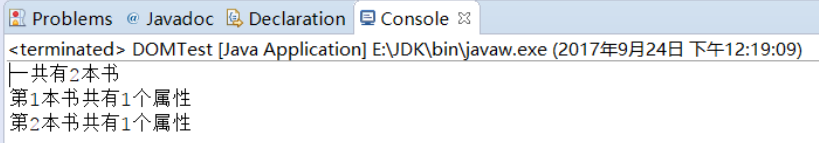 Problems @ Javadoc Declaration Console
<terminated> DOMTest [Java Application] E:\JDK\bin\javaw.exe (2017年9月24日 下午12:19:09)
一共有2本书
第1本书共有1个属性
第2本书共有1个属性